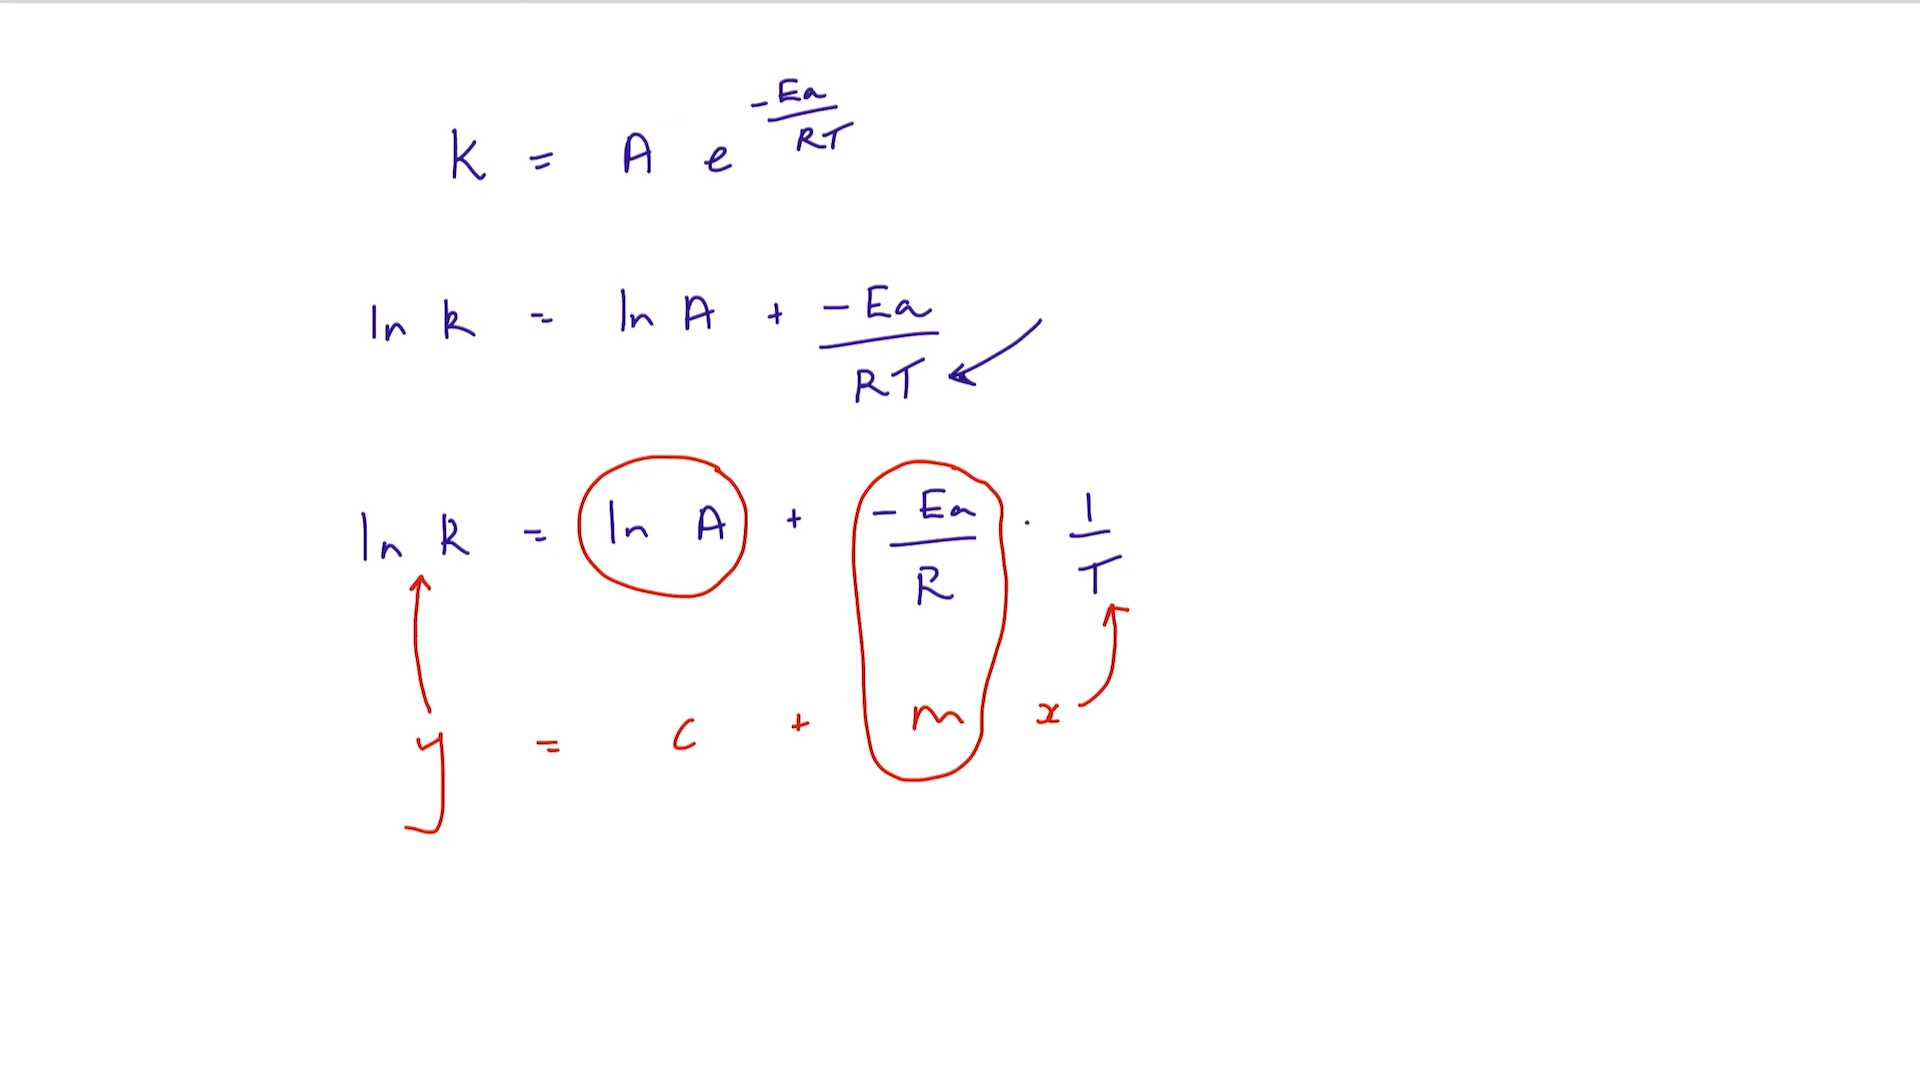 k = A e^(-Ea/RT)
ln k = ln A + -Ea/RT
ln k = ln A + -Ea/R · 1/T
y = c + m x